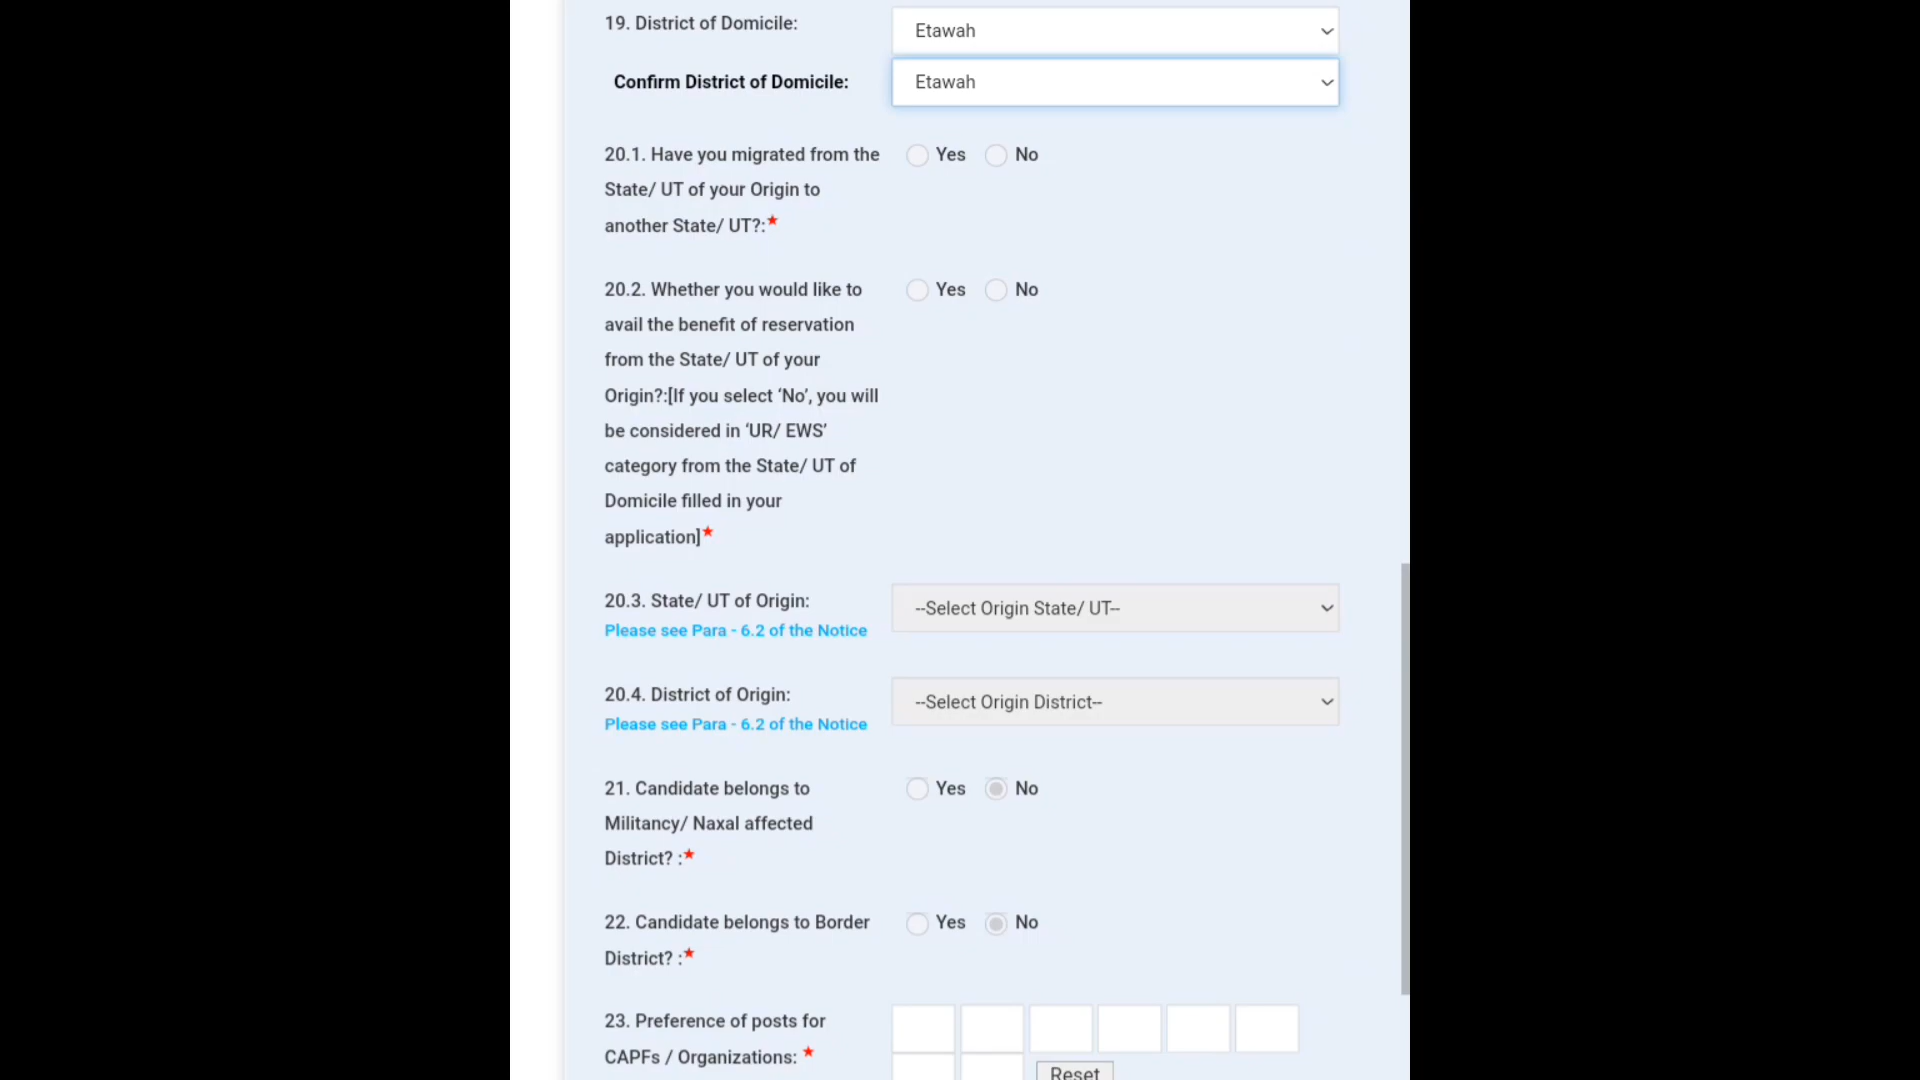 19. District of Domicile:
Etawah
Confirm District of Domicile:
Etawah
20.1. Have you migrated from the
State/ UT of your Origin to
another State/ UT?:*
Yes
No
20.2. Whether you would like to
avail the benefit of reservation
from the State/ UT of your
Origin?:[If you select ‘No’, you will
be considered in ‘UR/ EWS’
category from the State/ UT of
Domicile filled in your
application]*
Yes
No
20.3. State/ UT of Origin:
Please see Para - 6.2 of the Notice
--Select Origin State/ UT--
20.4. District of Origin:
Please see Para - 6.2 of the Notice
--Select Origin District--
21. Candidate belongs to
Militancy/ Naxal affected
District? :*
Yes
No
22. Candidate belongs to Border
District? :*
Yes
No
23. Preference of posts for
CAPFs / Organizations: *
Reset